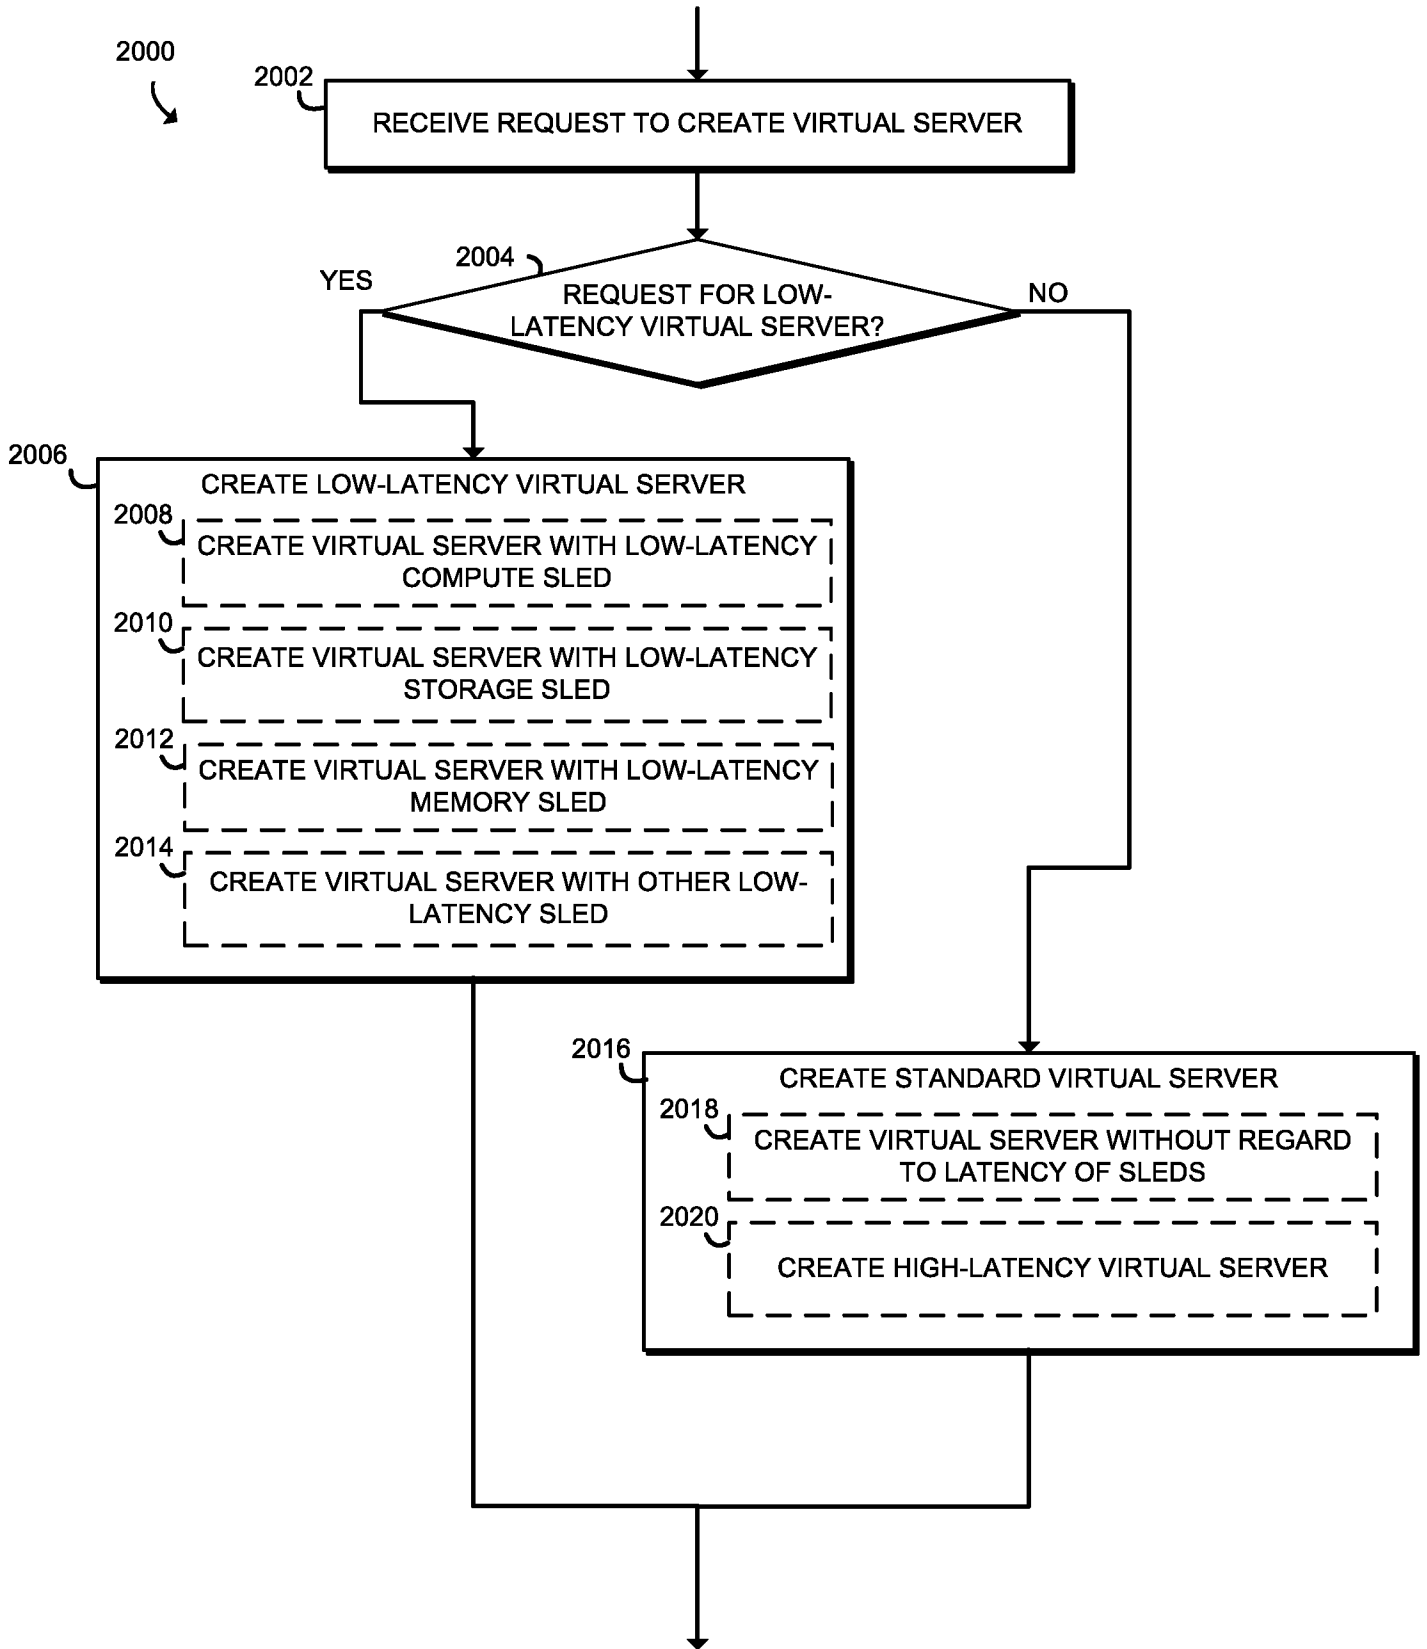 2000
2002
RECEIVE REQUEST TO CREATE VIRTUAL SERVER
2004
YES
NO
REQUEST FOR LOW-
LATENCY VIRTUAL SERVER?
2006
CREATE LOW-LATENCY VIRTUAL SERVER
2008
CREATE VIRTUAL SERVER WITH LOW-LATENCY
COMPUTE SLED
2010
CREATE VIRTUAL SERVER WITH LOW-LATENCY
STORAGE SLED
2012
CREATE VIRTUAL SERVER WITH LOW-LATENCY
MEMORY SLED
2014
CREATE VIRTUAL SERVER WITH OTHER LOW-
LATENCY SLED
2016
CREATE STANDARD VIRTUAL SERVER
2018
CREATE VIRTUAL SERVER WITHOUT REGARD
TO LATENCY OF SLEDS
2020
CREATE HIGH-LATENCY VIRTUAL SERVER